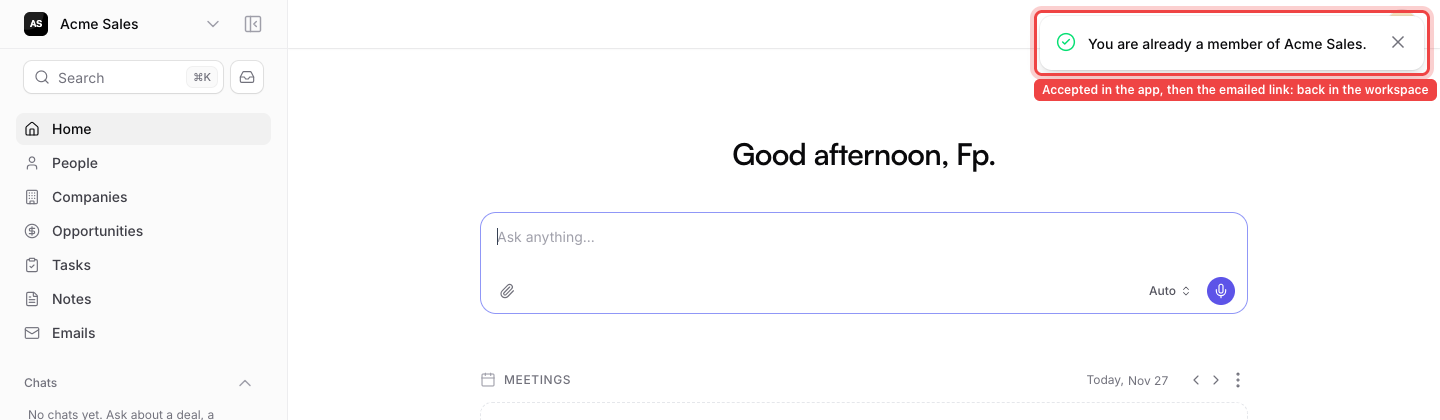 AS Acme Sales
You are already a member of Acme Sales.
Accepted in the app, then the emailed link: back in the workspace
Search ⌘K
Home
People
Companies
Opportunities
Tasks
Notes
Emails
Chats
No chats yet. Ask about a deal, a
Good afternoon, Fp.
Ask anything...
Auto
MEETINGS
Today, Nov 27